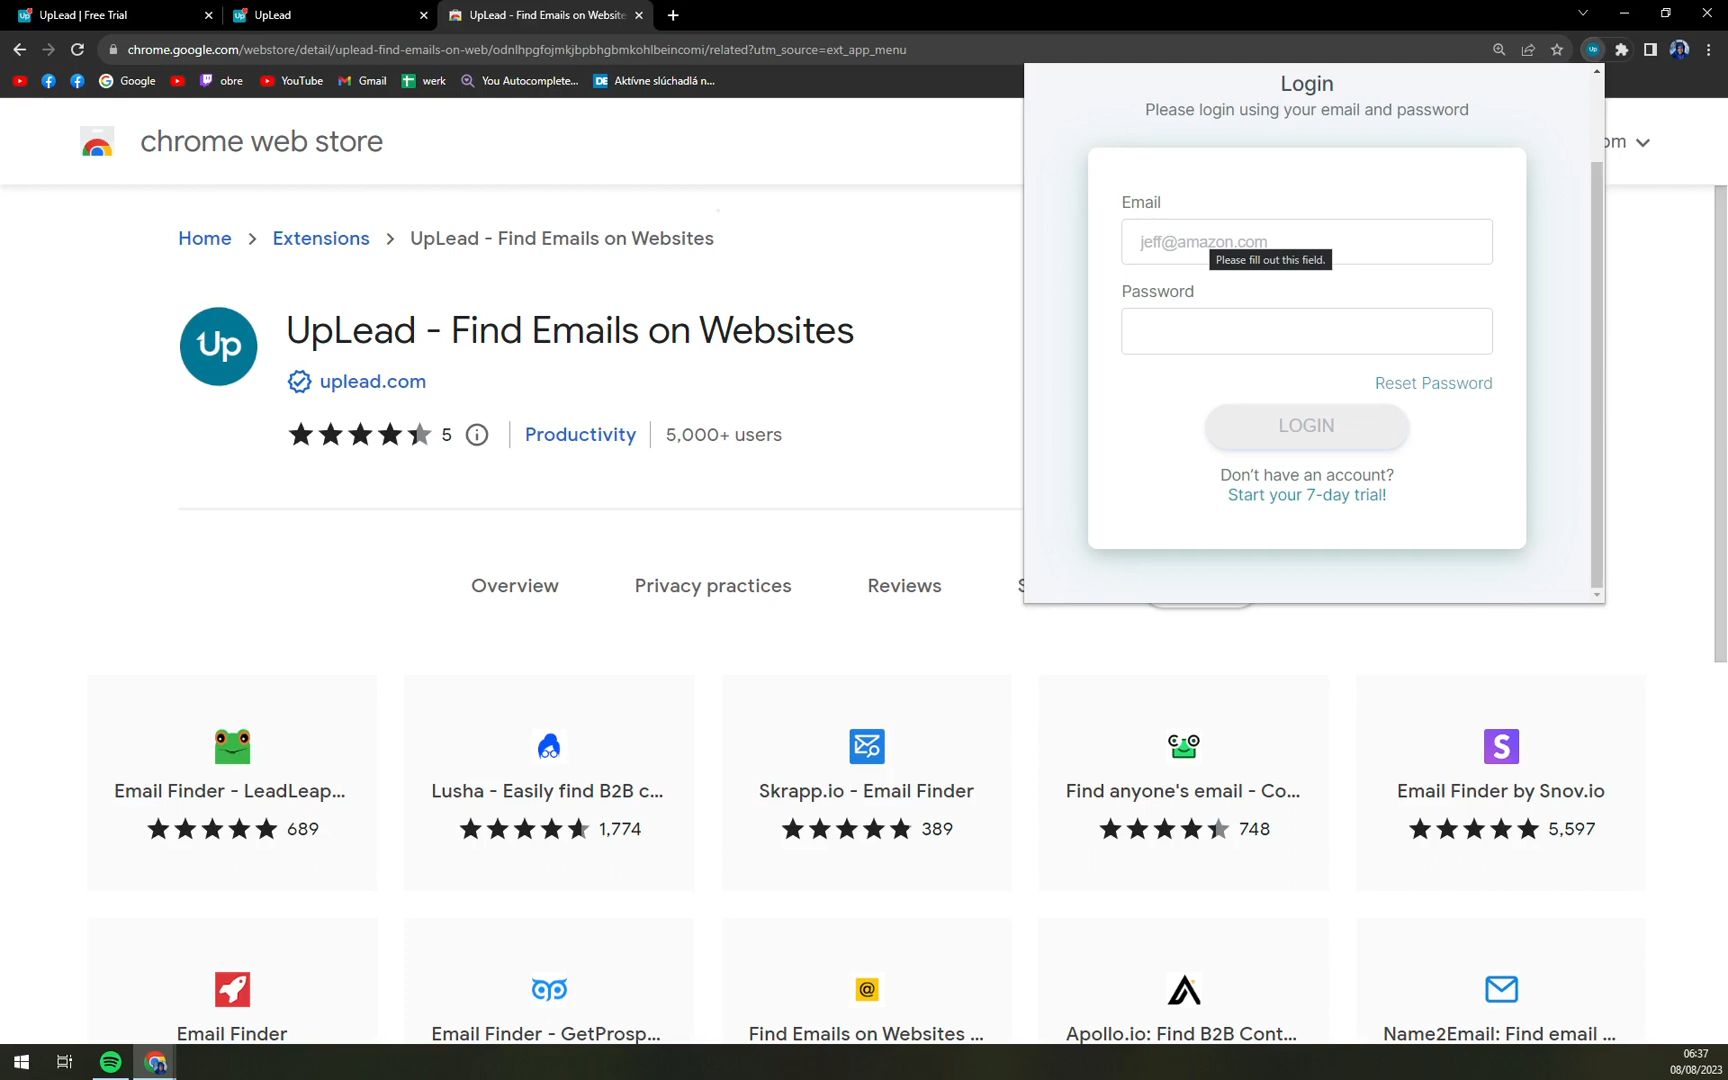 UpLead | Free Trial
UpLead
UpLead - Find Emails on Website
chrome.google.com/webstore/detail/uplead-find-emails-on-web/odnlhpgfojmkjbpbhgbmkohlbeincomi/related?utm_source=ext_app_menu
Up
Google
obre
YouTube
Gmail
werk
You Autocomplete...
DE
Aktívne slúchadlá n...
chrome web store
Login
Please login using your email and password
Email
jeff@amazon.com
Please fill out this field.
Password
Reset Password
LOGIN
Don't have an account?
Start your 7-day trial!
Home
Extensions
UpLead - Find Emails on Websites
Up
UpLead - Find Emails on Websites
uplead.com
5
Productivity
5,000+ users
Overview
Privacy practices
Reviews
Email Finder - LeadLeap...
689
Lusha - Easily find B2B c...
1,774
Skrapp.io - Email Finder
389
Find anyone's email - Co...
748
S
Email Finder by Snov.io
5,597
Email Finder
Email Finder - GetProsp...
@
Find Emails on Websites ...
Apollo.io: Find B2B Cont...
Name2Email: Find email ...
06:37
08/08/2023